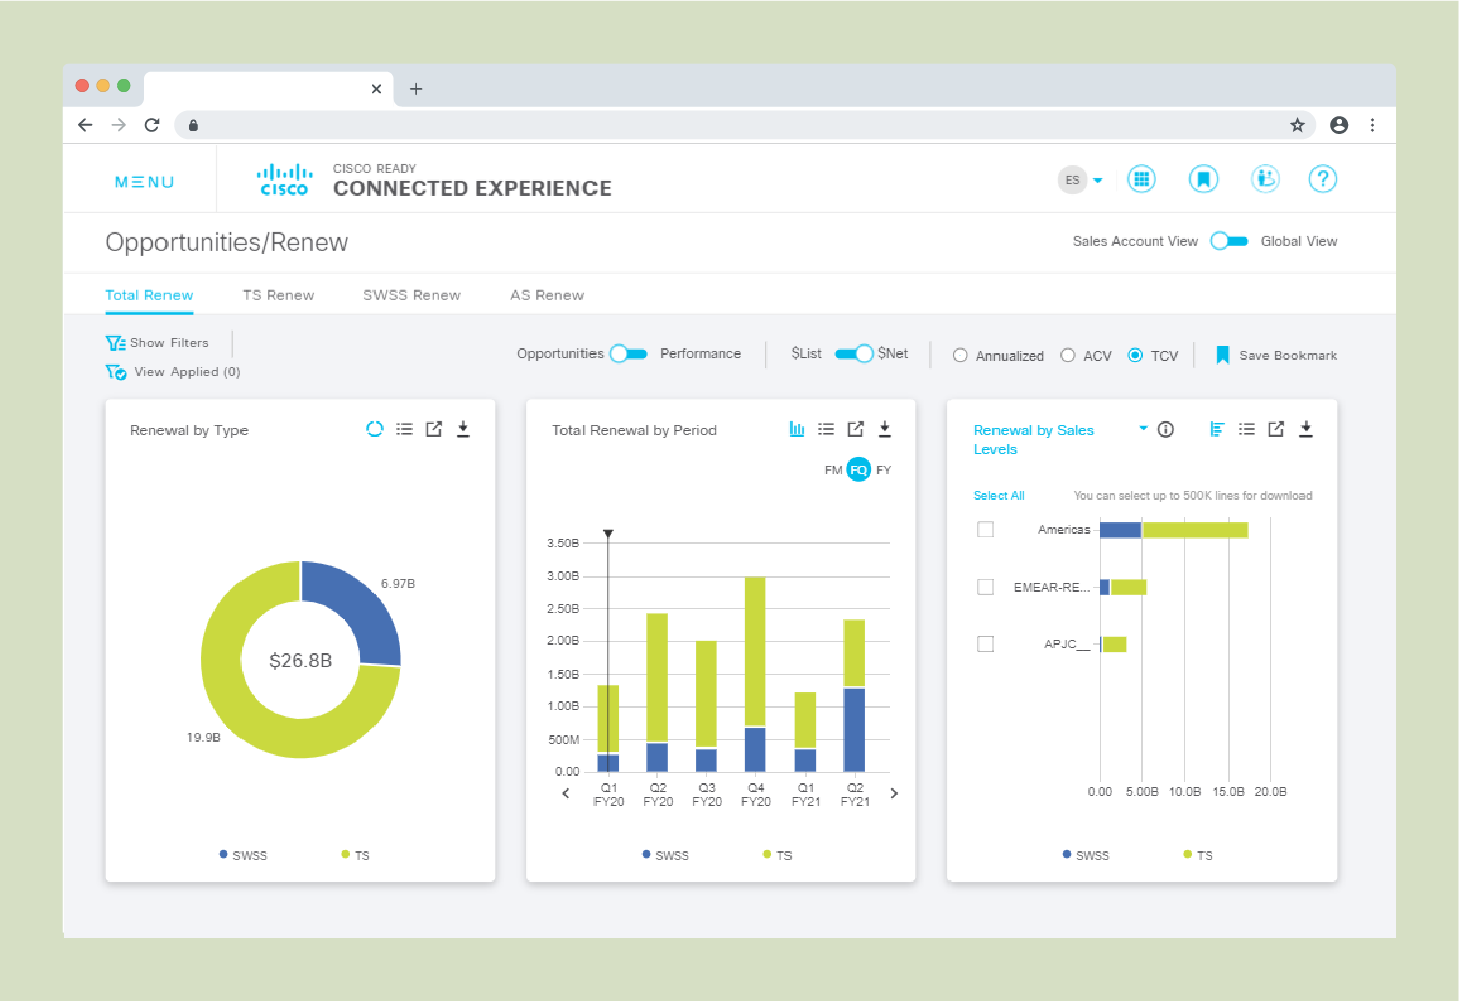 MENU
CISCO
CISCO READY
CONNECTED EXPERIENCE
ES
?
Opportunities/Renew
Sales Account View
Global View
Total Renew
TS Renew
SWSS Renew
AS Renew
Show Filters
View Applied (0)
Opportunities
Performance
$List
$Net
Annualized
ACV
TCV
Save Bookmark
Renewal by Type
6.97B
$26.8B
19.9B
SWSS
TS
Total Renewal by Period
FM FQ FY
3.50B
3.00B
2.50B
2.00B
1.50B
1.00B
500M
0.00
Q1 Q2 Q3 Q4 Q1 Q2
FY20 FY20 FY20 FY20 FY21 FY21
SWSS
TS
Renewal by Sales
Levels
Select All
You can select up to 500K lines for download
Americas
EMEAR-RE...
APJC__
0.00 5.00B 10.0B 15.0B 20.0B
SWSS
TS